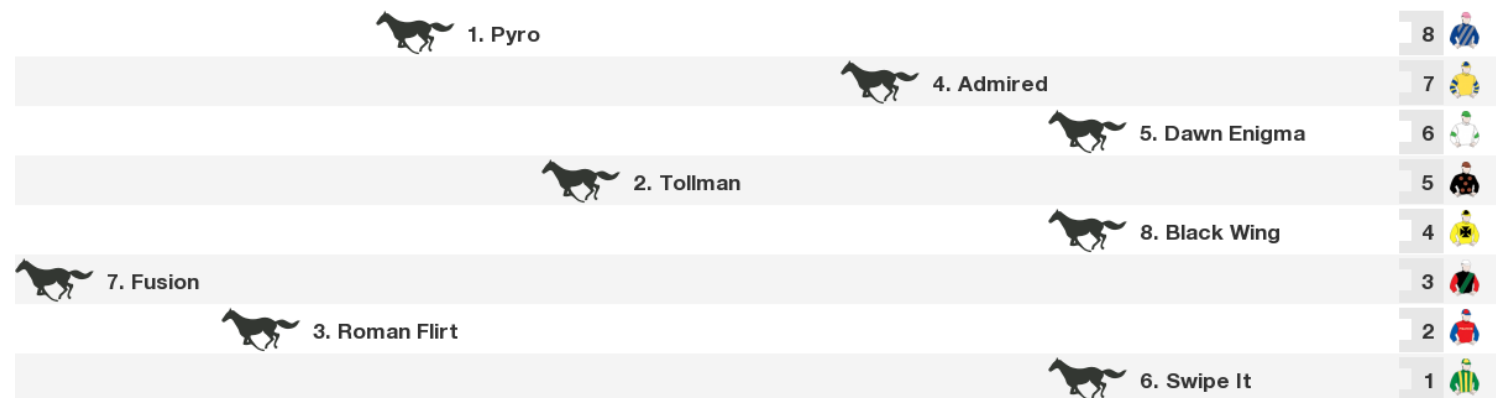 1. Pyro 8
4. Admired 7
5. Dawn Enigma 6
2. Tollman 5
8. Black Wing 4
7. Fusion 3
3. Roman Flirt 2
6. Swipe It 1